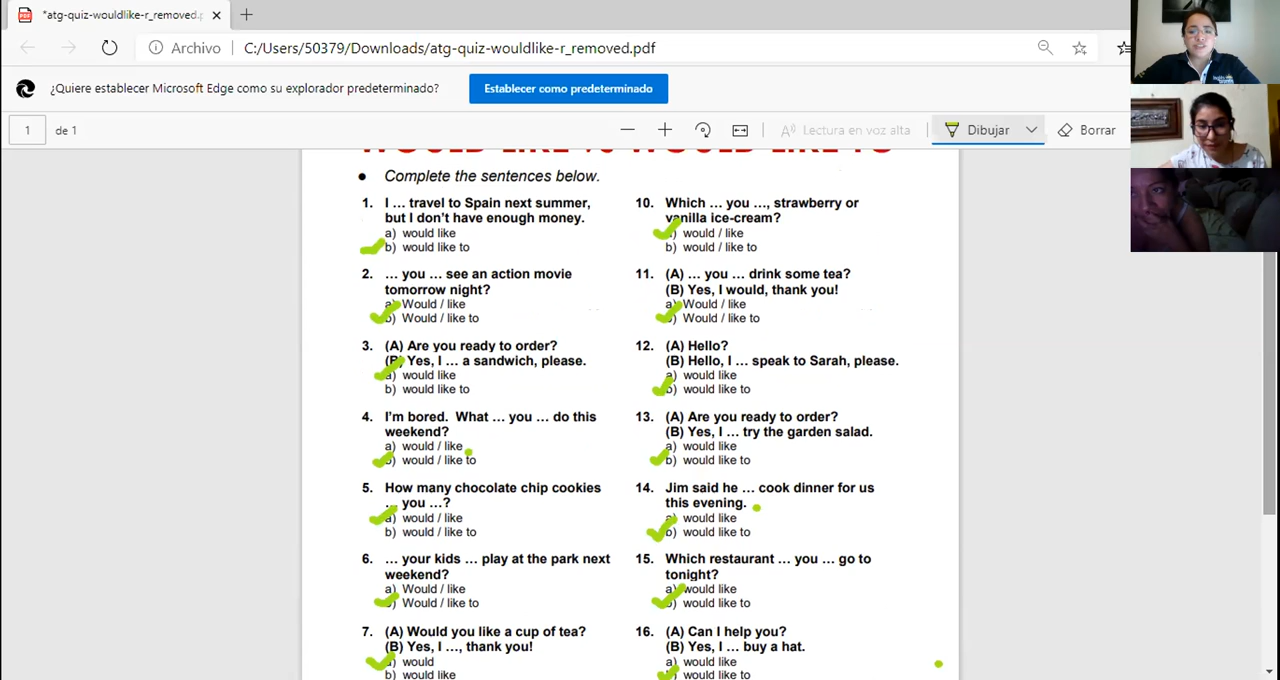 *atg-quiz-wouldlike-r_removed.p
Archivo
C:/Users/50379/Downloads/atg-quiz-wouldlike-r_removed.pdf
¿Quiere establecer Microsoft Edge como su explorador predeterminado?
Establecer como predeterminado
1 de 1
Lectura en voz alta
Dibujar
Borrar
WOULD LIKE vs WOULD LIKE TO
• Complete the sentences below.
1. I … travel to Spain next summer,
but I don't have enough money.
a) would like
b) would like to
2. … you … see an action movie
tomorrow night?
a) Would / like
b) Would / like to
3. (A) Are you ready to order?
(B) Yes, I … a sandwich, please.
a) would like
b) would like to
4. I'm bored. What … you … do this
weekend?
a) would / like
b) would / like to
5. How many chocolate chip cookies
… you …?
a) would / like
b) would / like to
6. … your kids … play at the park next
weekend?
a) Would / like
b) Would / like to
7. (A) Would you like a cup of tea?
(B) Yes, I …, thank you!
a) would
b) would like
10. Which … you …, strawberry or
vanilla ice-cream?
a) would / like
b) would / like to
11. (A) … you … drink some tea?
(B) Yes, I would, thank you!
a) Would / like
b) Would / like to
12. (A) Hello?
(B) Hello, I … speak to Sarah, please.
a) would like
b) would like to
13. (A) Are you ready to order?
(B) Yes, I … try the garden salad.
a) would like
b) would like to
14. Jim said he … cook dinner for us
this evening.
a) would like
b) would like to
15. Which restaurant … you … go to
tonight?
a) would like
b) would like to
16. (A) Can I help you?
(B) Yes, I … buy a hat.
a) would like
b) would like to